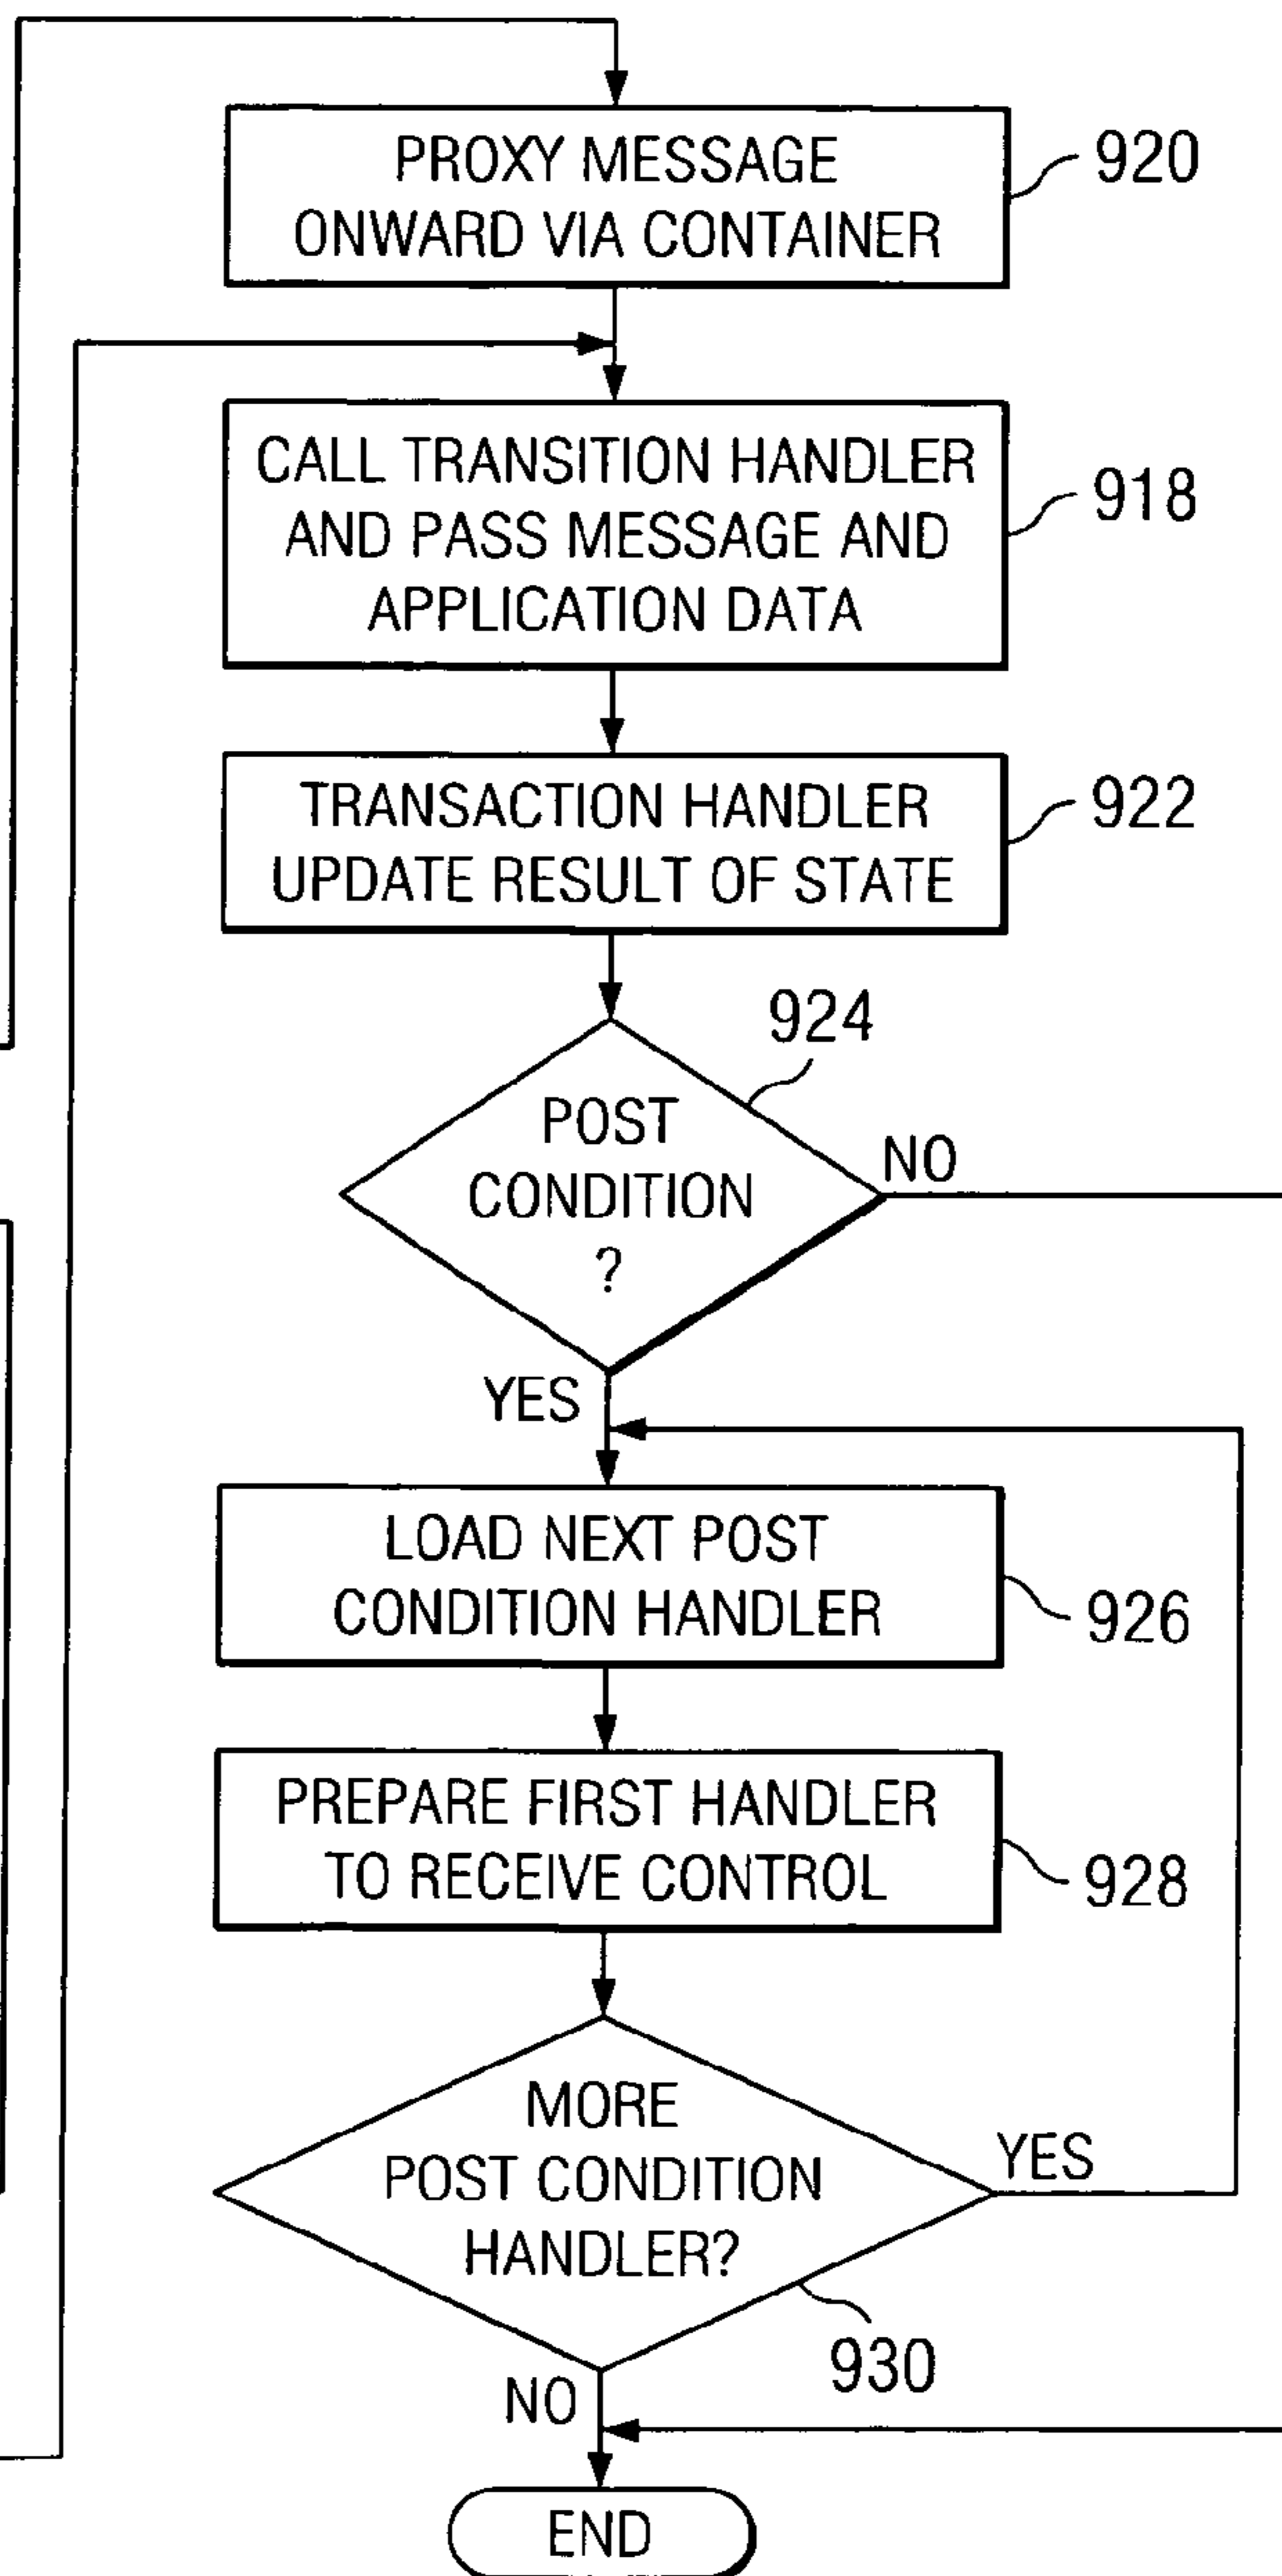 PROXY MESSAGE
ONWARD VIA CONTAINER
920
CALL TRANSITION HANDLER
AND PASS MESSAGE AND
APPLICATION DATA
918
TRANSACTION HANDLER
UPDATE RESULT OF STATE
922
924
POST
CONDITION
?
NO
YES
LOAD NEXT POST
CONDITION HANDLER
926
PREPARE FIRST HANDLER
TO RECEIVE CONTROL
928
MORE
POST CONDITION
HANDLER?
YES
930
NO
END